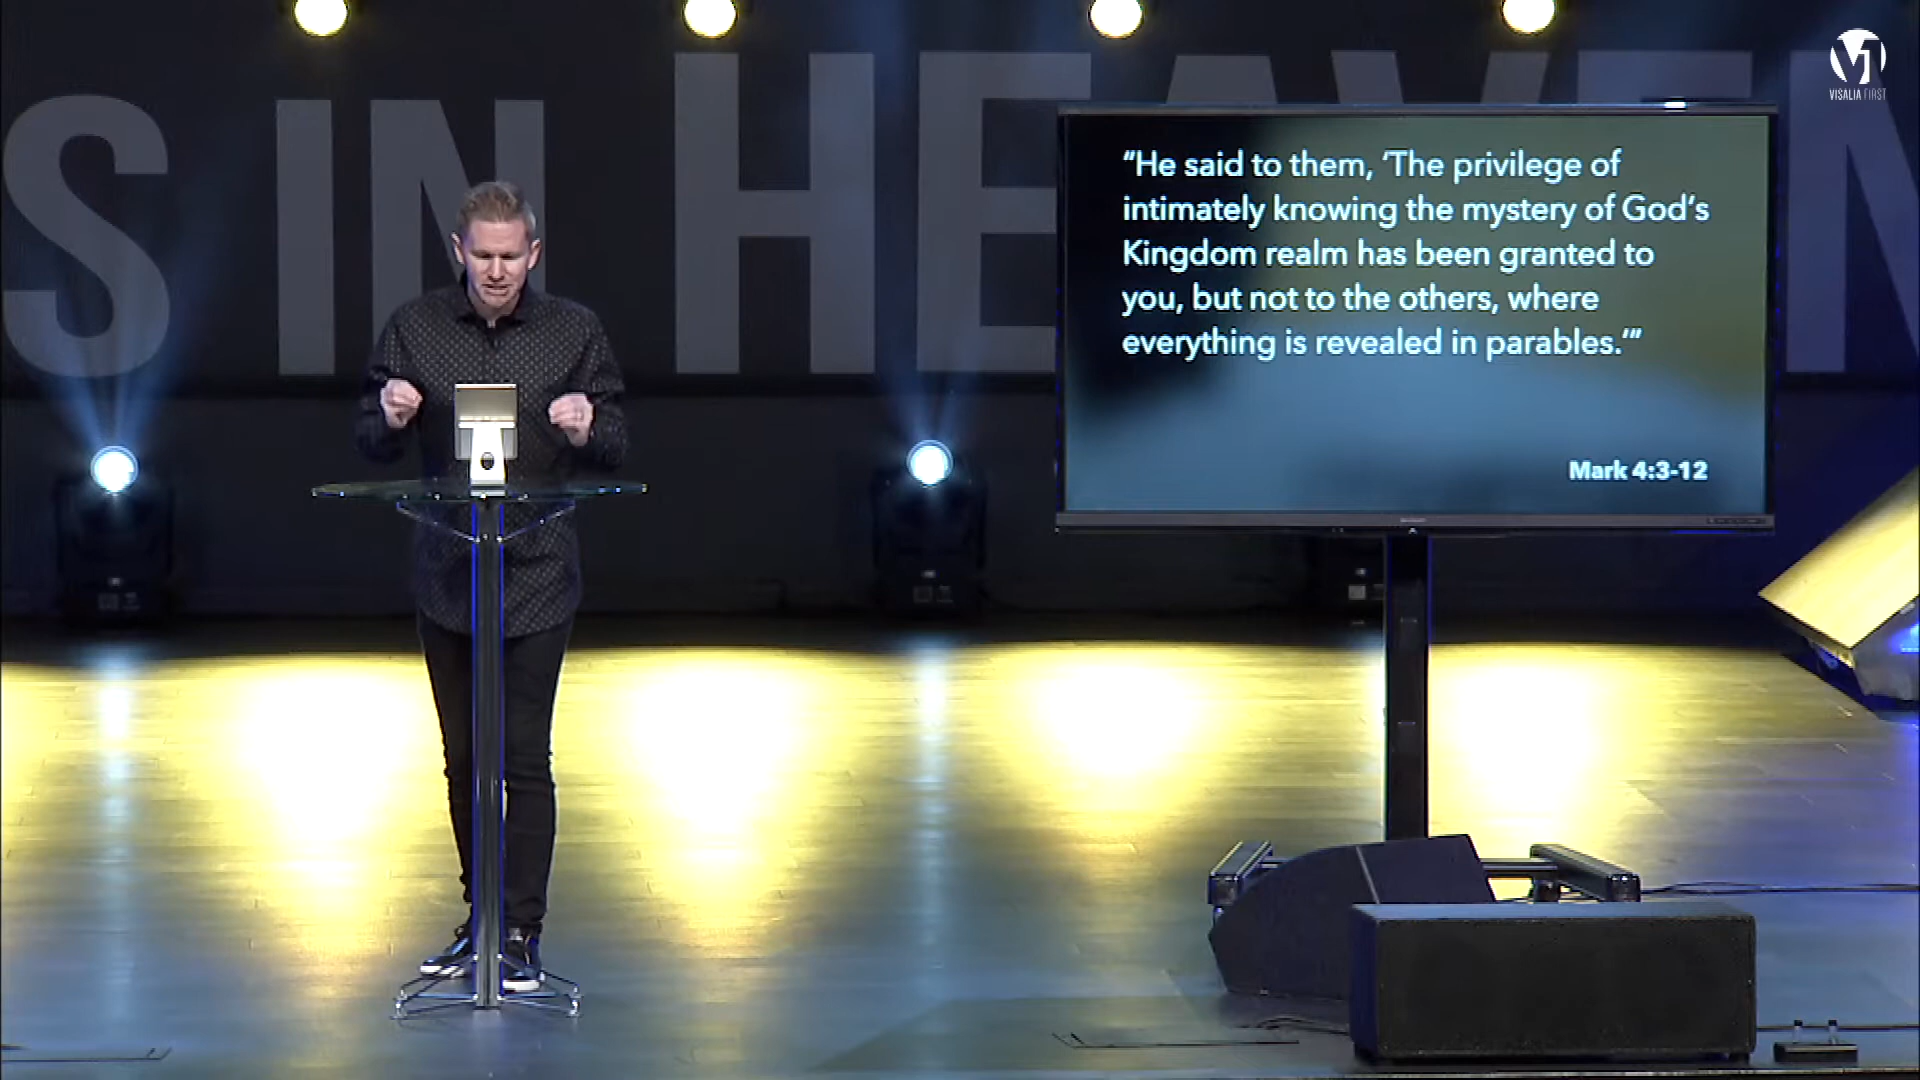 S IN HEAVEN
VISALIA FIRST
“He said to them, ‘The privilege of
intimately knowing the mystery of God’s
Kingdom realm has been granted to
you, but not to the others, where
everything is revealed in parables.’”
Mark 4:3-12